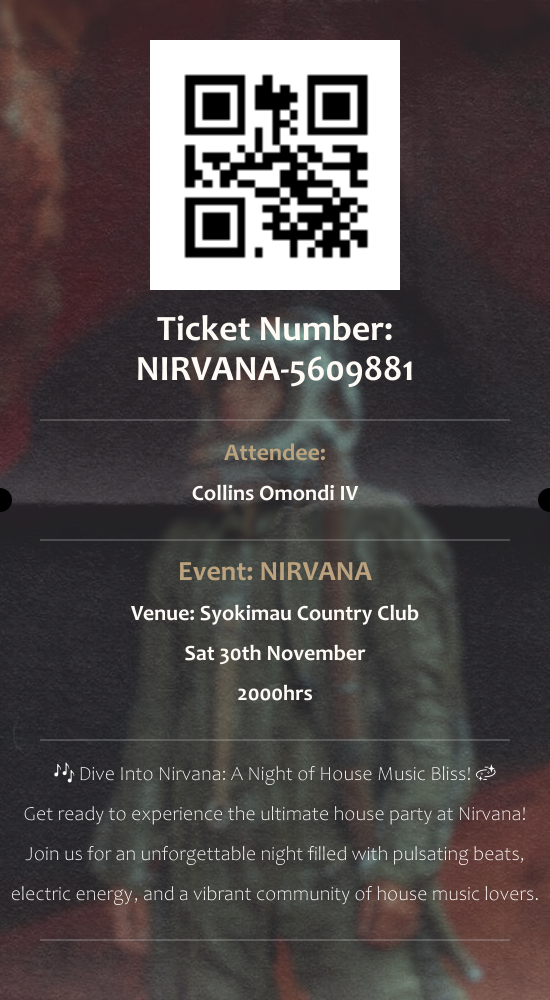 Ticket Number:
NIRVANA-5609881
Attendee:
Collins Omondi IV
Event: NIRVANA
Venue: Syokimau Country Club
Sat 30th November
2000hrs
🎶 Dive Into Nirvana: A Night of House Music Bliss! 💫
Get ready to experience the ultimate house party at Nirvana!
Join us for an unforgettable night filled with pulsating beats,
electric energy, and a vibrant community of house music lovers.